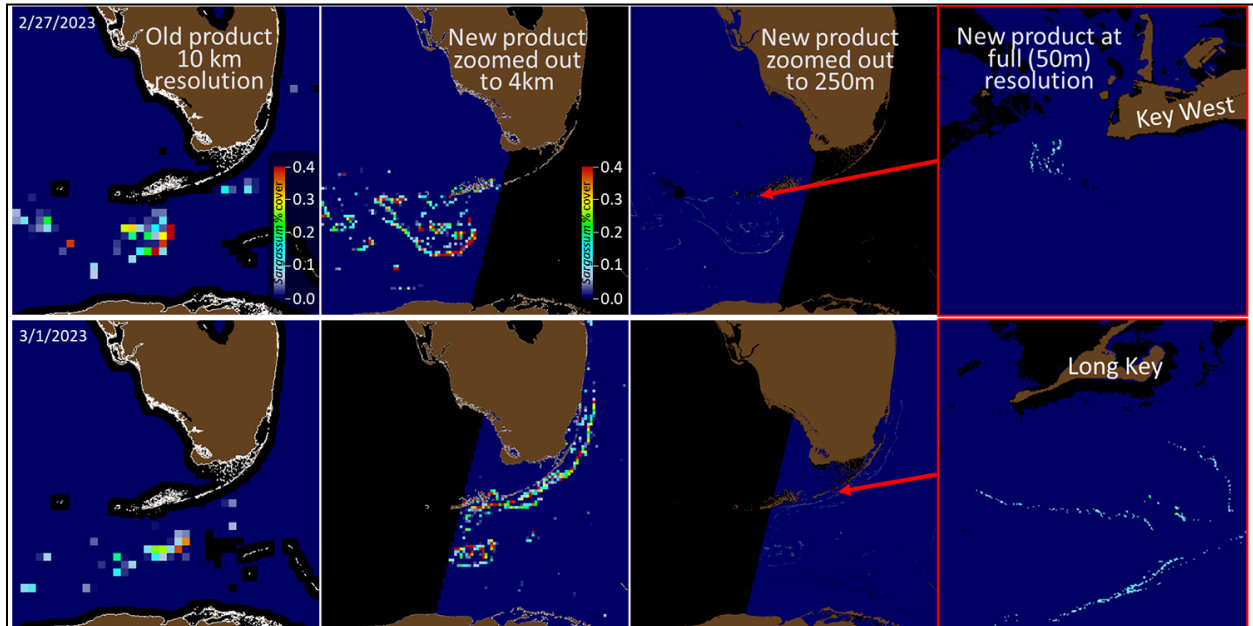 2/27/2023
Old product
10 km
resolution
New product
zoomed out
to 4km
New product
zoomed out
to 250m
New product at
full (50m)
resolution
Key West
0.4
0.3
0.2
0.1
0.0
Sargassum % cover
0.4
0.3
0.2
0.1
0.0
Sargassum % cover
3/1/2023
Long Key